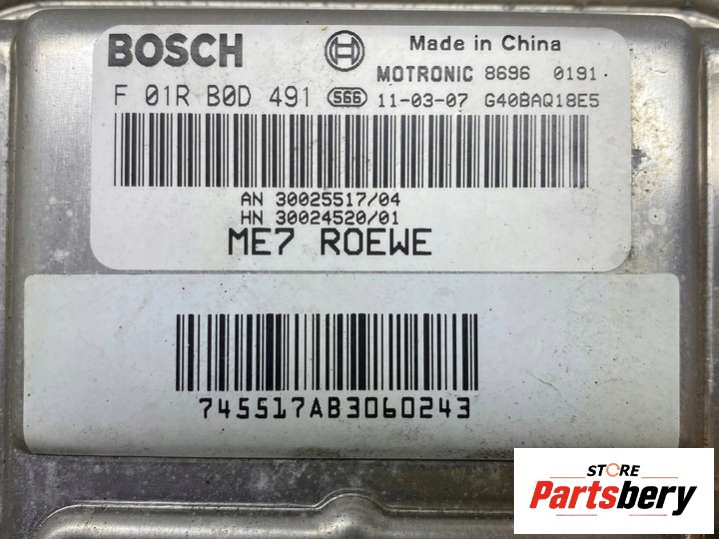 BOSCH Made in China
MOTRONIC 8696 0191.
F 01R B0D 491 S66 11-03-07 G40BAQ18E5
AN 30025517/04
HN 30024520/01
ME7 ROEWE
745517AB3060243
STORE
Partsbery